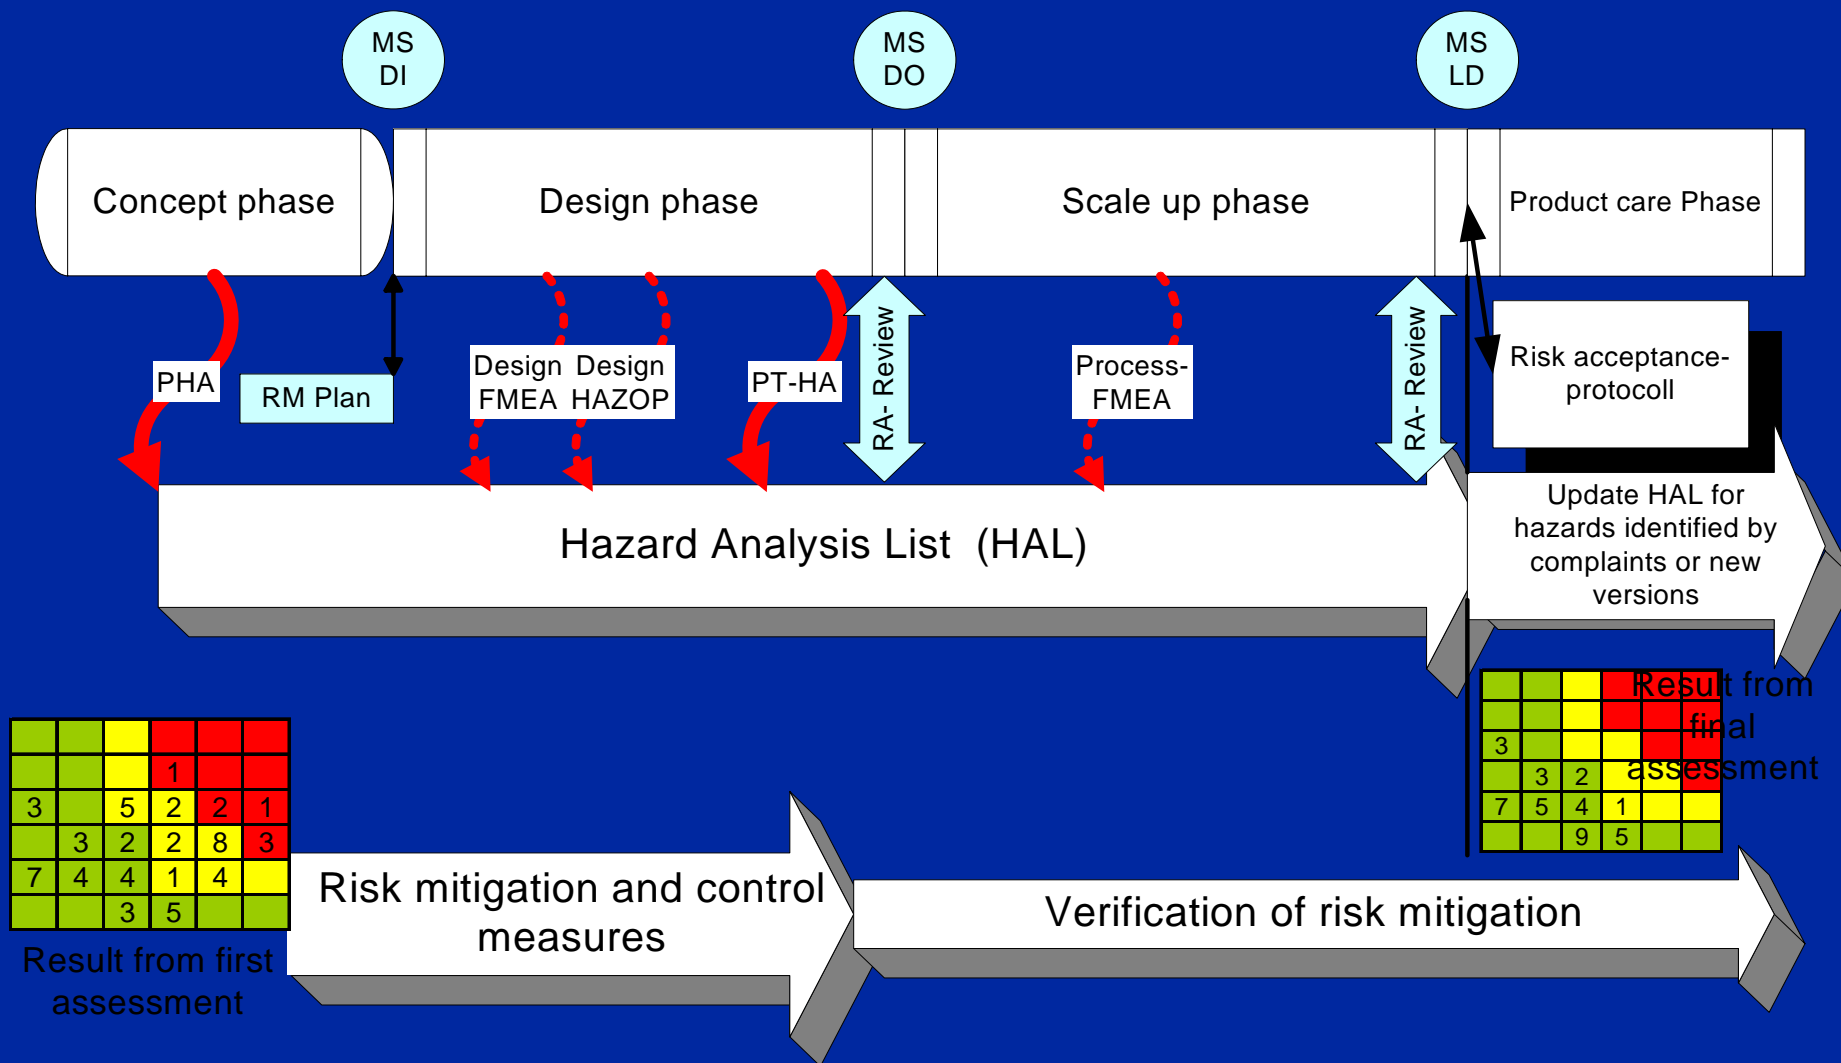 MS
DI
MS
DO
MS
LD
Concept phase
Design phase
Scale up phase
Product care Phase
PHA
RM Plan
Design
FMEA
Design
HAZOP
PT-HA
RA- Review
Process-
FMEA
RA- Review
Risk acceptance-
protocoll
Hazard Analysis List (HAL)
Update HAL for
hazards identified by
complaints or new
versions
1
3 5 2 2 1
3 2 2 8 3
7 4 4 1 4
3 5
Result from first
assessment
Risk mitigation and control
measures
Verification of risk mitigation
Result from
final
assessment
3
3 2
7 5 4 1
9 5